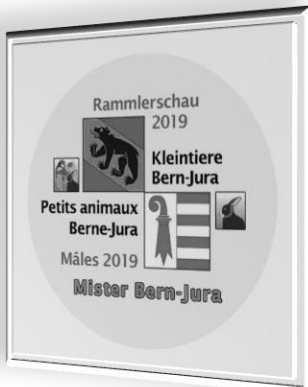 Rammlerschau
2019
Kleintiere
Bern-Jura
Petits animaux
Berne-Jura
Mâles 2019
Mister Bern-Jura